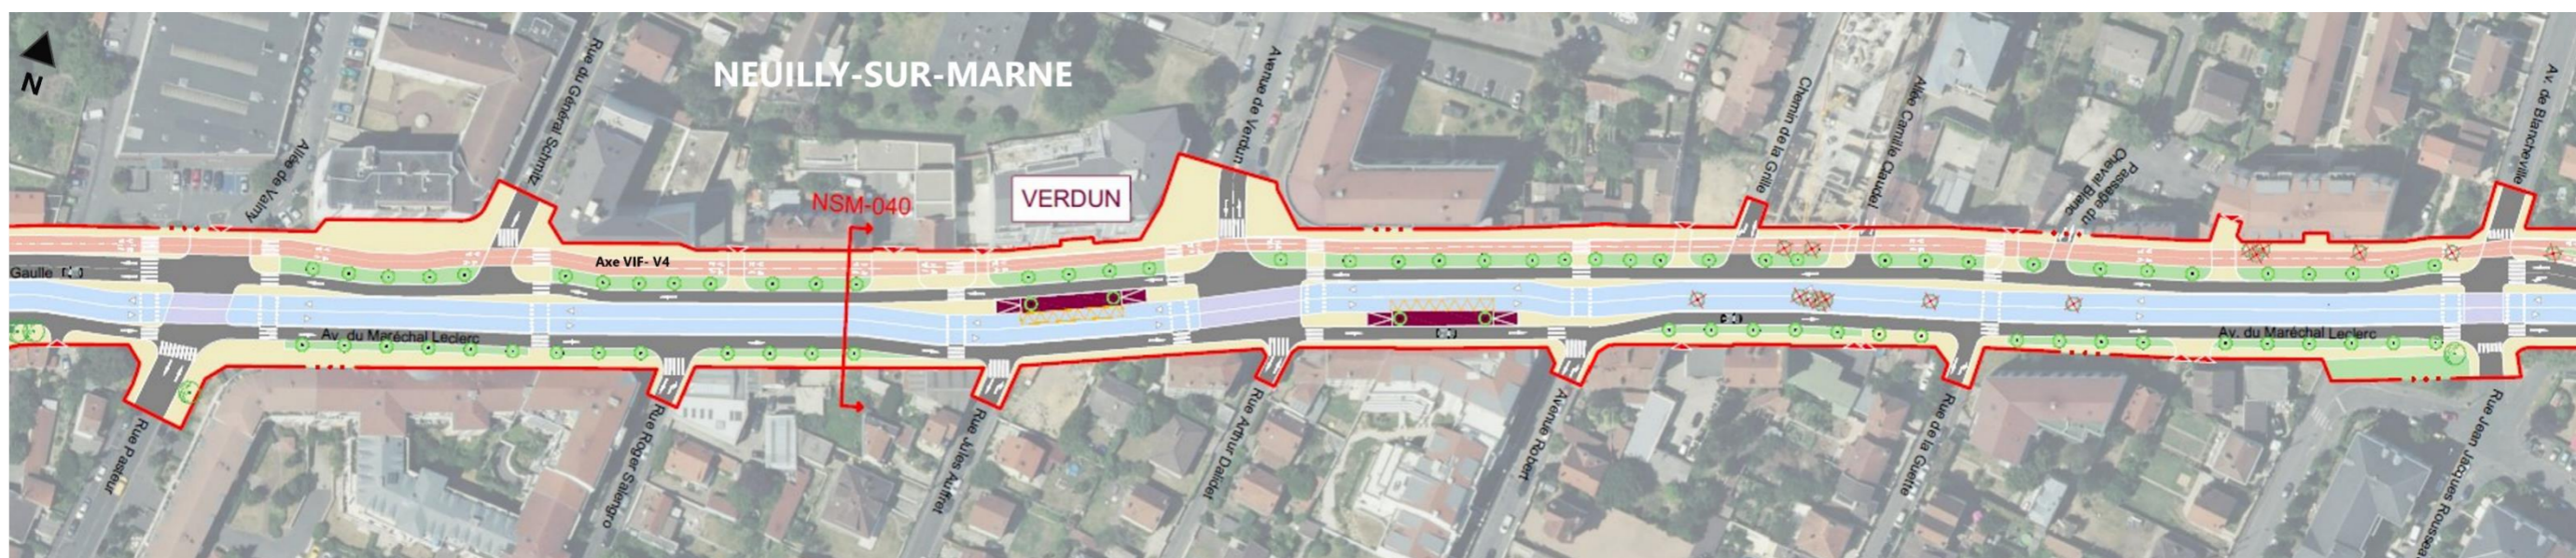 N
NEUILLY-SUR-MARNE
Rue du Général Schmitz
Allée de Valmy
Avenue de Verdun
Chemin de la Grille
Allée Camille Claudel
Passage du
Cheval Blanc
Av. de Blancheville
VERDUN
NSM-040
Axe VIF- V4
Gaulle
Av. du Maréchal Leclerc
Av. du Maréchal Leclerc
Rue Pasteur
Rue Roger Salengro
Rue Jules Auffret
Rue Arthur Dalidet
Avenue Robert
Rue de la Guette
Rue Jean Jacques Roussea